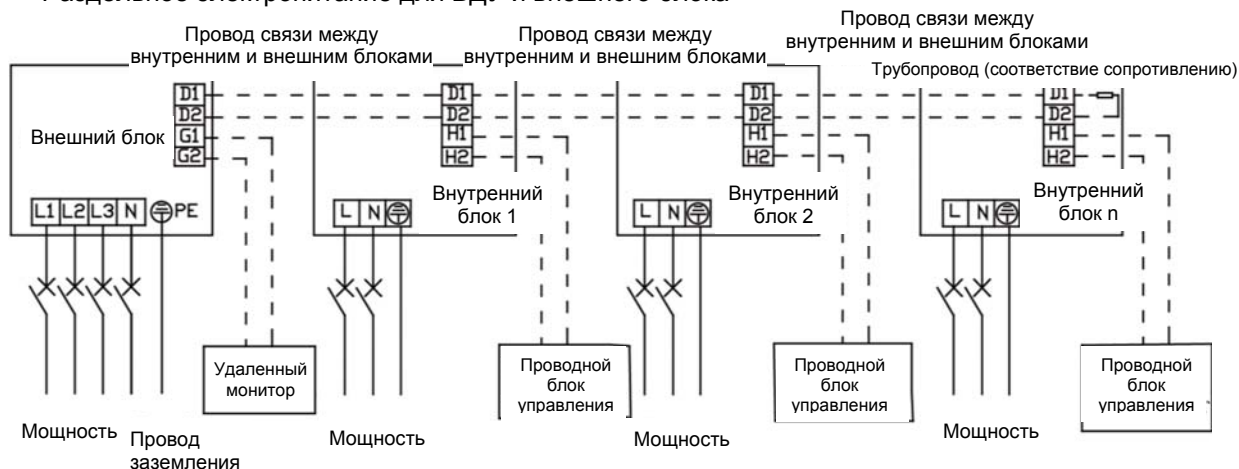 Раздельное электропитание для ВДУ и внешнего блока
Провод связи между
внутренним и внешним блоками
Провод связи между
внутренним и внешним блоками
Провод связи между
внутренним и внешним блоками
Трубопровод (соответствие сопротивлению)
Внешний блок
D1
D2
G1
G2
L1 L2 L3 N PE
D1
D2
H1
H2
Внутренний
блок 1
L N
D1
D2
H1
H2
Внутренний
блок 2
L N
D1
D2
H1
H2
Внутренний
блок n
L N
Удаленный
монитор
Проводной
блок
управления
Проводной
блок
управления
Проводной
блок
управления
Мощность
Провод
заземления
Мощность
Мощность
Мощность